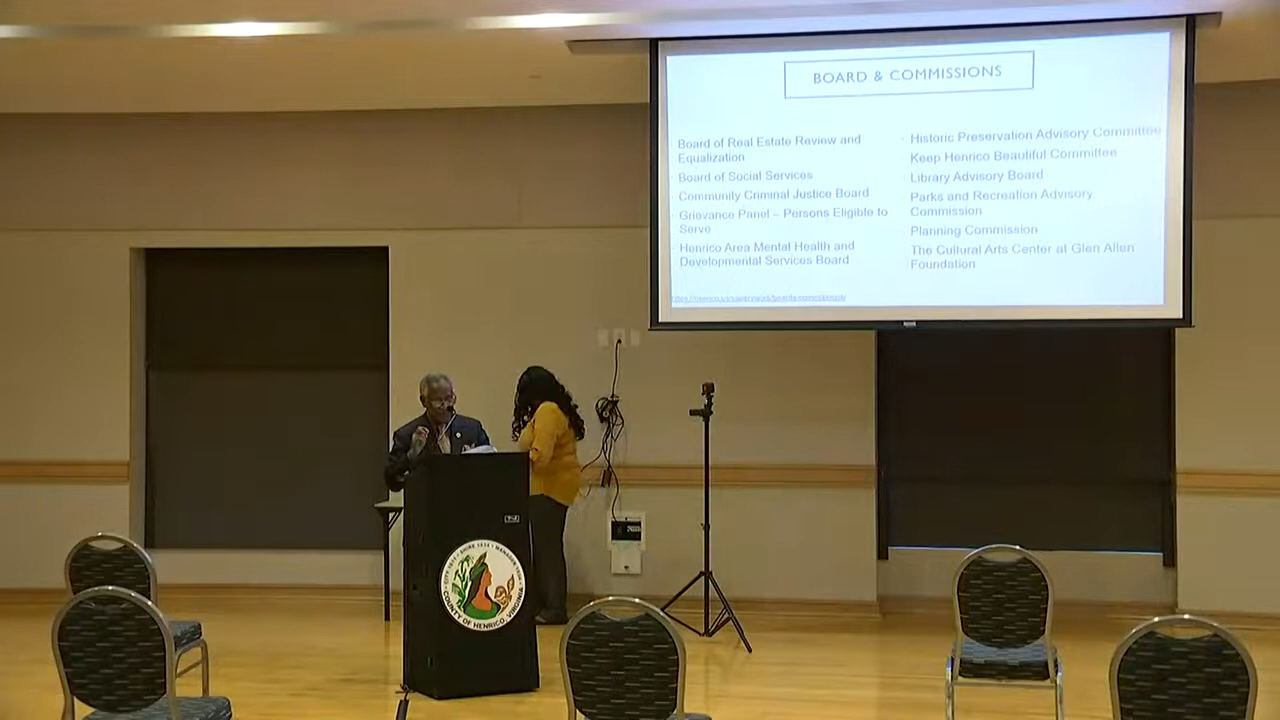 BOARD & COMMISSIONS
Board of Real Estate Review and
Equalization
Board of Social Services
Community Criminal Justice Board
Grievance Panel – Persons Eligible to
Serve
Henrico Area Mental Health and
Developmental Services Board
Historic Preservation Advisory Committee
Keep Henrico Beautiful Committee
Library Advisory Board
Parks and Recreation Advisory
Commission
Planning Commission
The Cultural Arts Center at Glen Allen
Foundation
COUNTY OF HENRICO, VIRGINIA